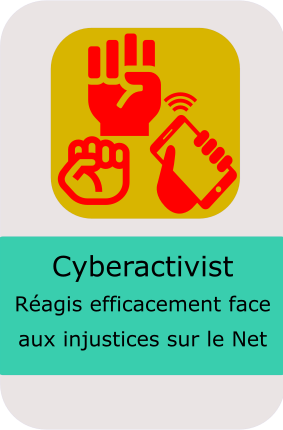 Cyberactivist
Réagis efficacement face
aux injustices sur le Net